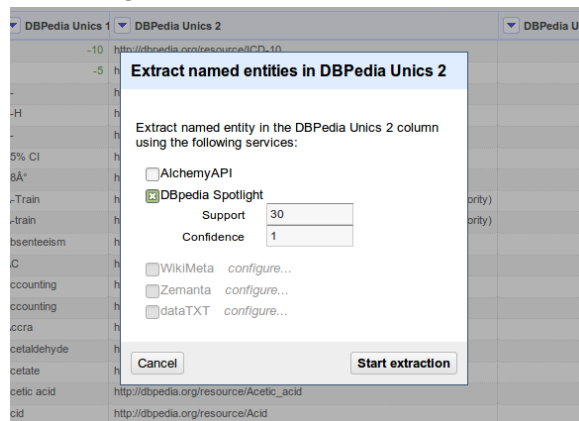 DBPedia Unics 1 DBPedia Unics 2 DBPedia U
-10 http://dbpedia.org/resource/ICD-10
-5 h
- h
-H h
- h
5% CI h
8Â° h
-Train h ority)
-train h ority)
bsenteeism h
C h
ccounting h
ccounting h
ccra h
cetaldehyde h
cetate h
cetic acid http://dbpedia.org/resource/Acetic_acid
cid http://dbpedia.org/resource/Acid
Extract named entities in DBPedia Unics 2
Extract named entity in the DBPedia Unics 2 column
using the following services:
AlchemyAPI
DBpedia Spotlight
Support 30
Confidence 1
WikiMeta configure...
Zemanta configure...
dataTXT configure...
Cancel Start extraction